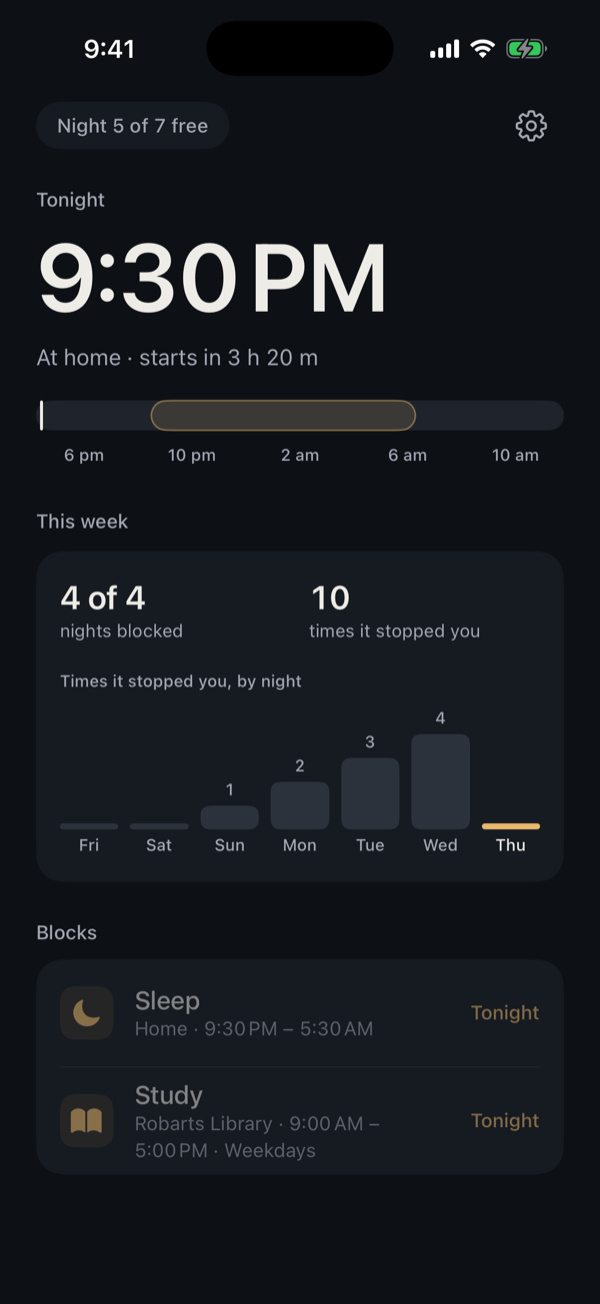 9:41
Night 5 of 7 free
Tonight
9:30 PM
At home · starts in 3 h 20 m
6 pm 10 pm 2 am 6 am 10 am
This week
4 of 4 10
nights blocked times it stopped you
Times it stopped you, by night
1 2 3 4
Fri Sat Sun Mon Tue Wed Thu
Blocks
Sleep
Home · 9:30 PM – 5:30 AM
Tonight
Study
Robarts Library · 9:00 AM –
5:00 PM · Weekdays
Tonight